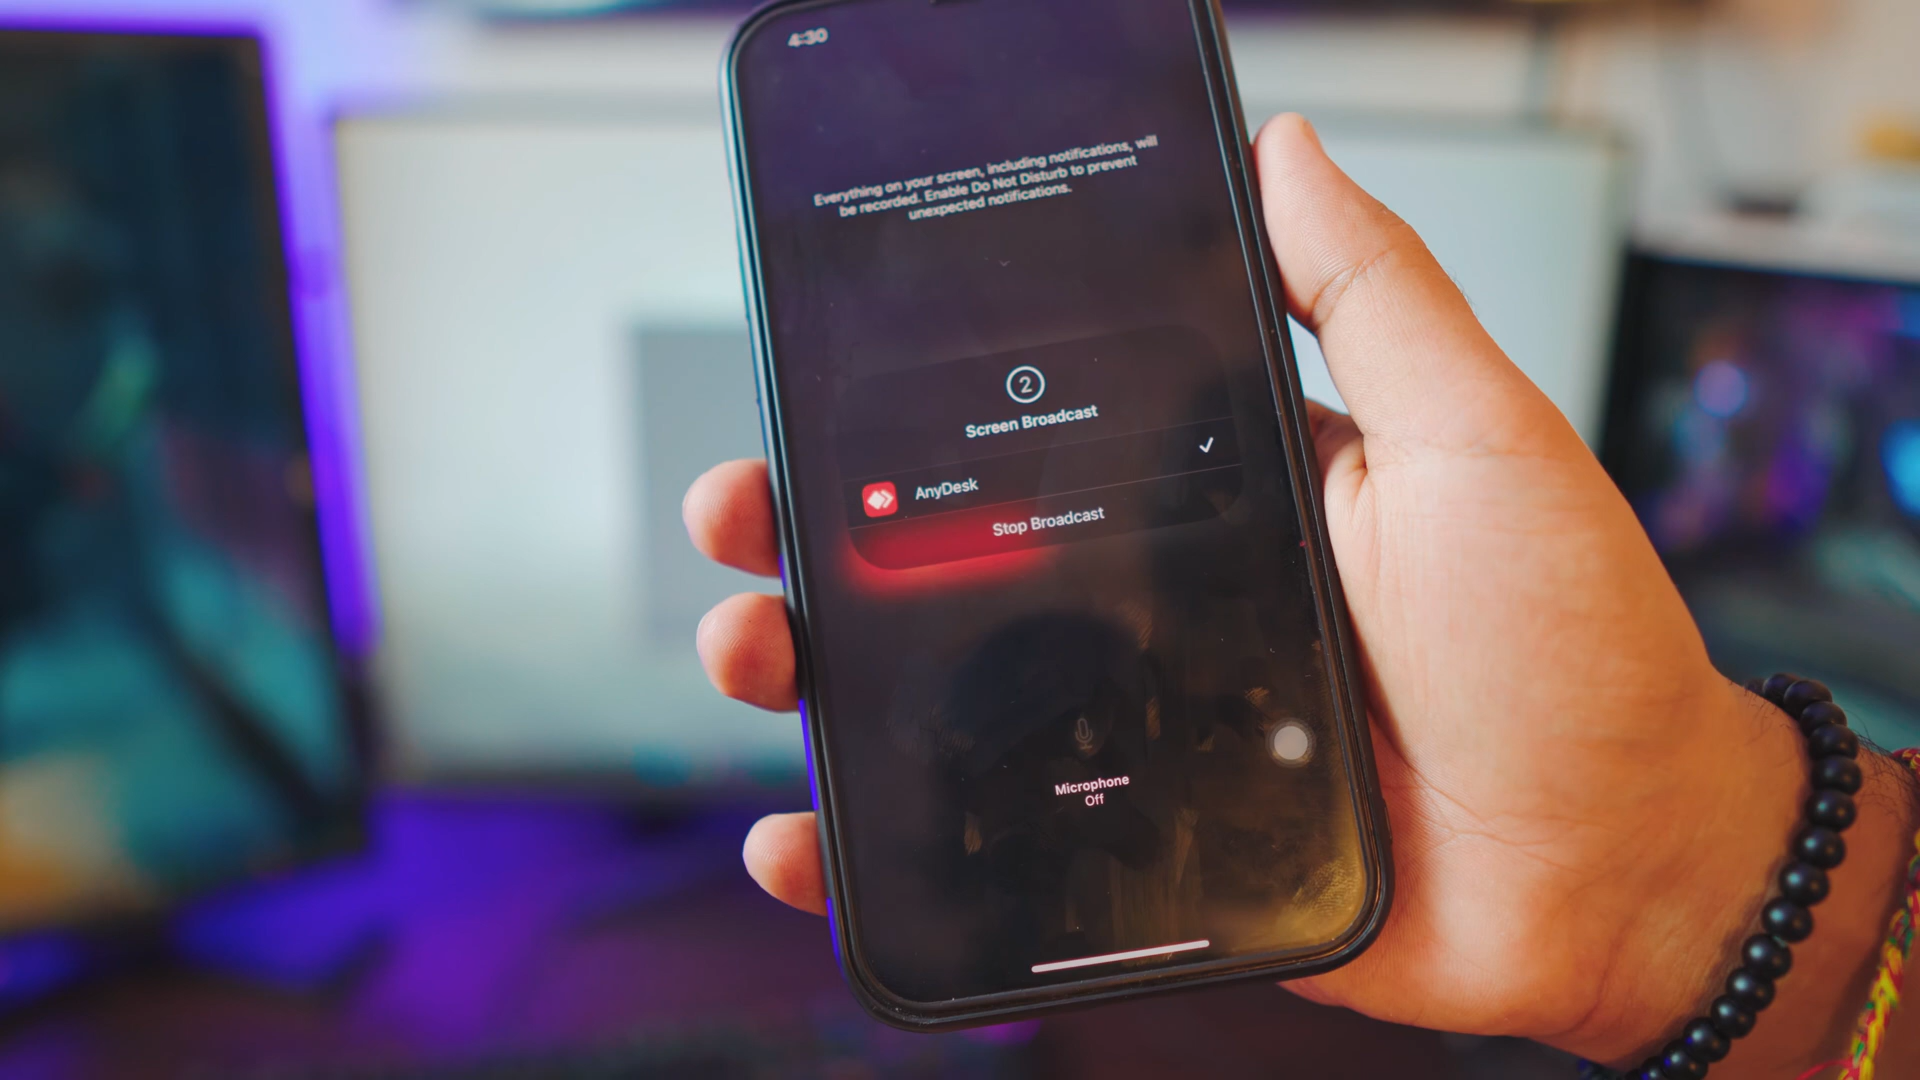 4:30
Everything on your screen, including notifications, will
be recorded. Enable Do Not Disturb to prevent
unexpected notifications.
2
Screen Broadcast
AnyDesk
Stop Broadcast
Microphone
Off